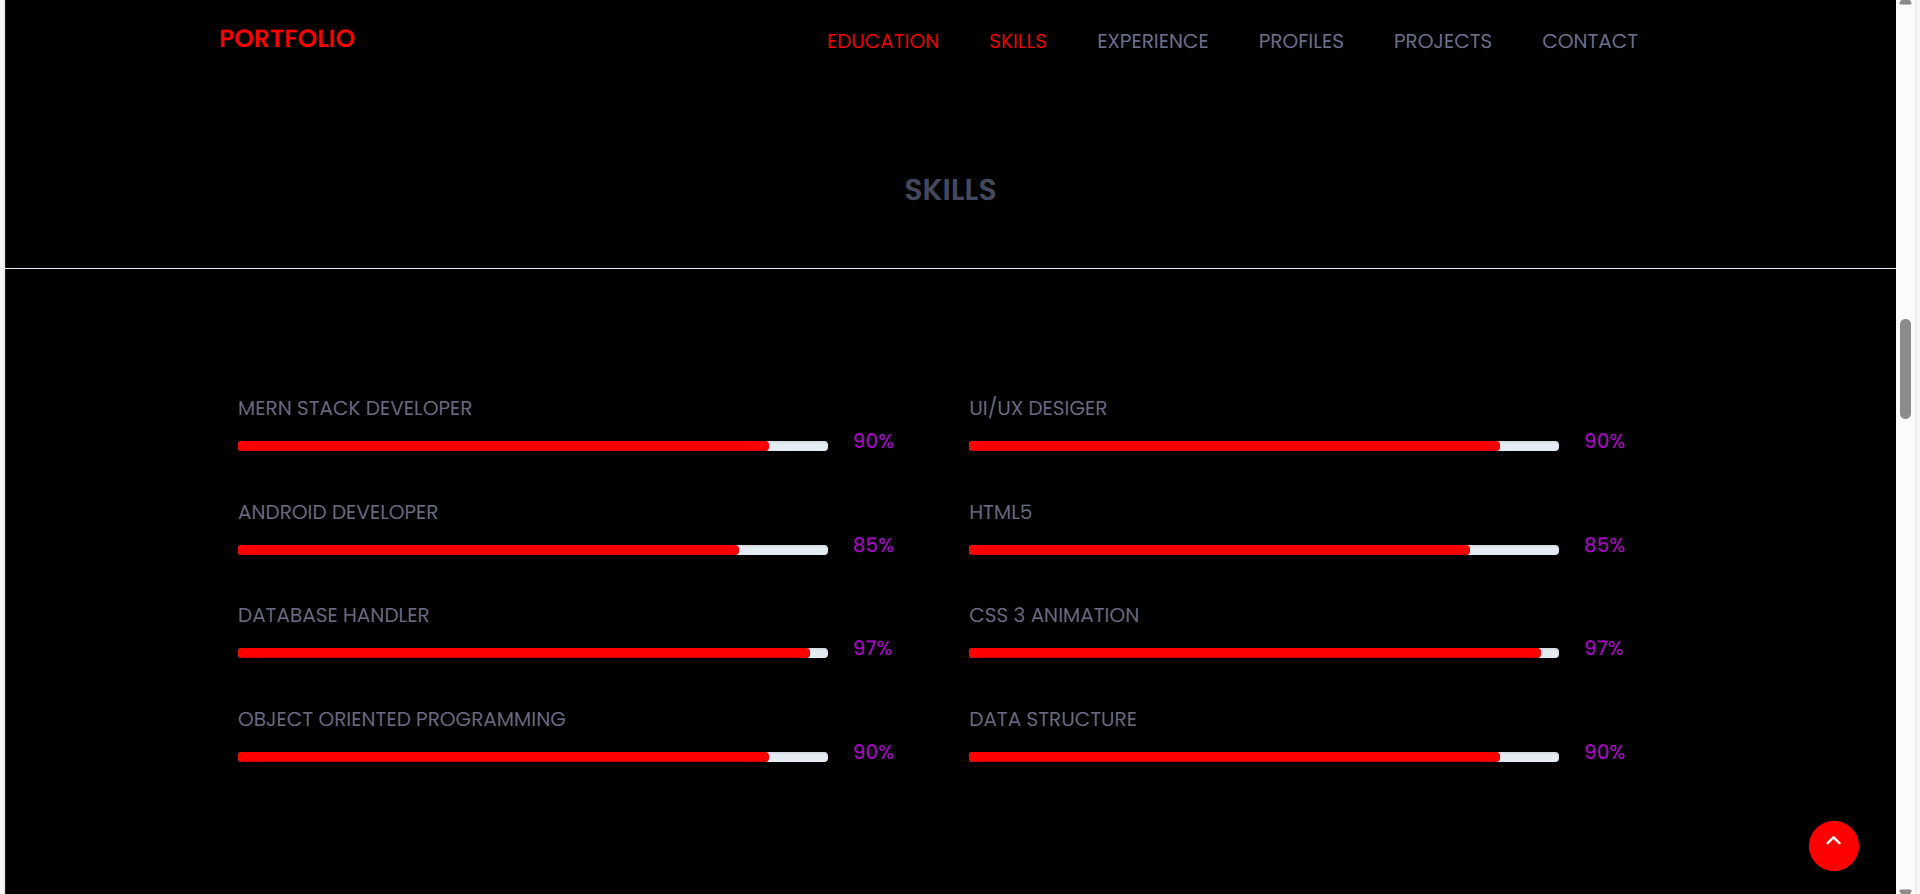 PORTFOLIO
EDUCATION SKILLS EXPERIENCE PROFILES PROJECTS CONTACT
SKILLS
MERN STACK DEVELOPER
90%
UI/UX DESIGER
90%
ANDROID DEVELOPER
85%
HTML5
85%
DATABASE HANDLER
97%
CSS 3 ANIMATION
97%
OBJECT ORIENTED PROGRAMMING
90%
DATA STRUCTURE
90%